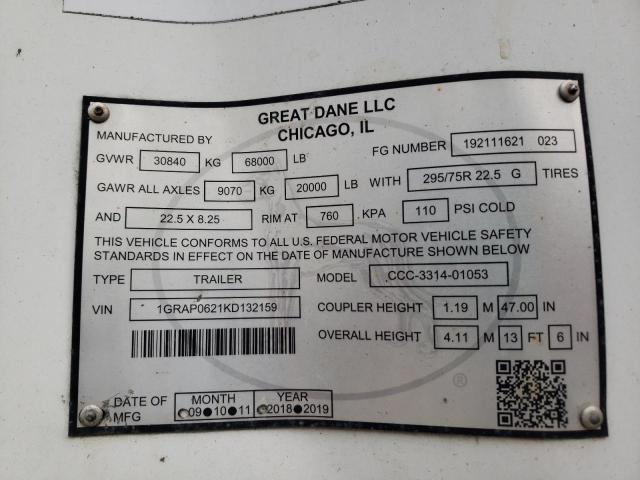 GREAT DANE LLC
CHICAGO, IL
MANUFACTURED BY
FG NUMBER 192111621 023
GVWR 30840 KG 68000 LB
GAWR ALL AXLES 9070 KG 20000 LB WITH 295/75R 22.5 G TIRES
AND 22.5 X 8.25 RIM AT 760 KPA 110 PSI COLD
THIS VEHICLE CONFORMS TO ALL U.S. FEDERAL MOTOR VEHICLE SAFETY
STANDARDS IN EFFECT ON THE DATE OF MANUFACTURE SHOWN BELOW
TYPE TRAILER MODEL CCC-3314-01053
VIN 1GRAP0621KD132159 COUPLER HEIGHT 1.19 M 47.00 IN
OVERALL HEIGHT 4.11 M 13 FT 6 IN
®
DATE OF MFG
MONTH YEAR
09 10 11 2018 2019